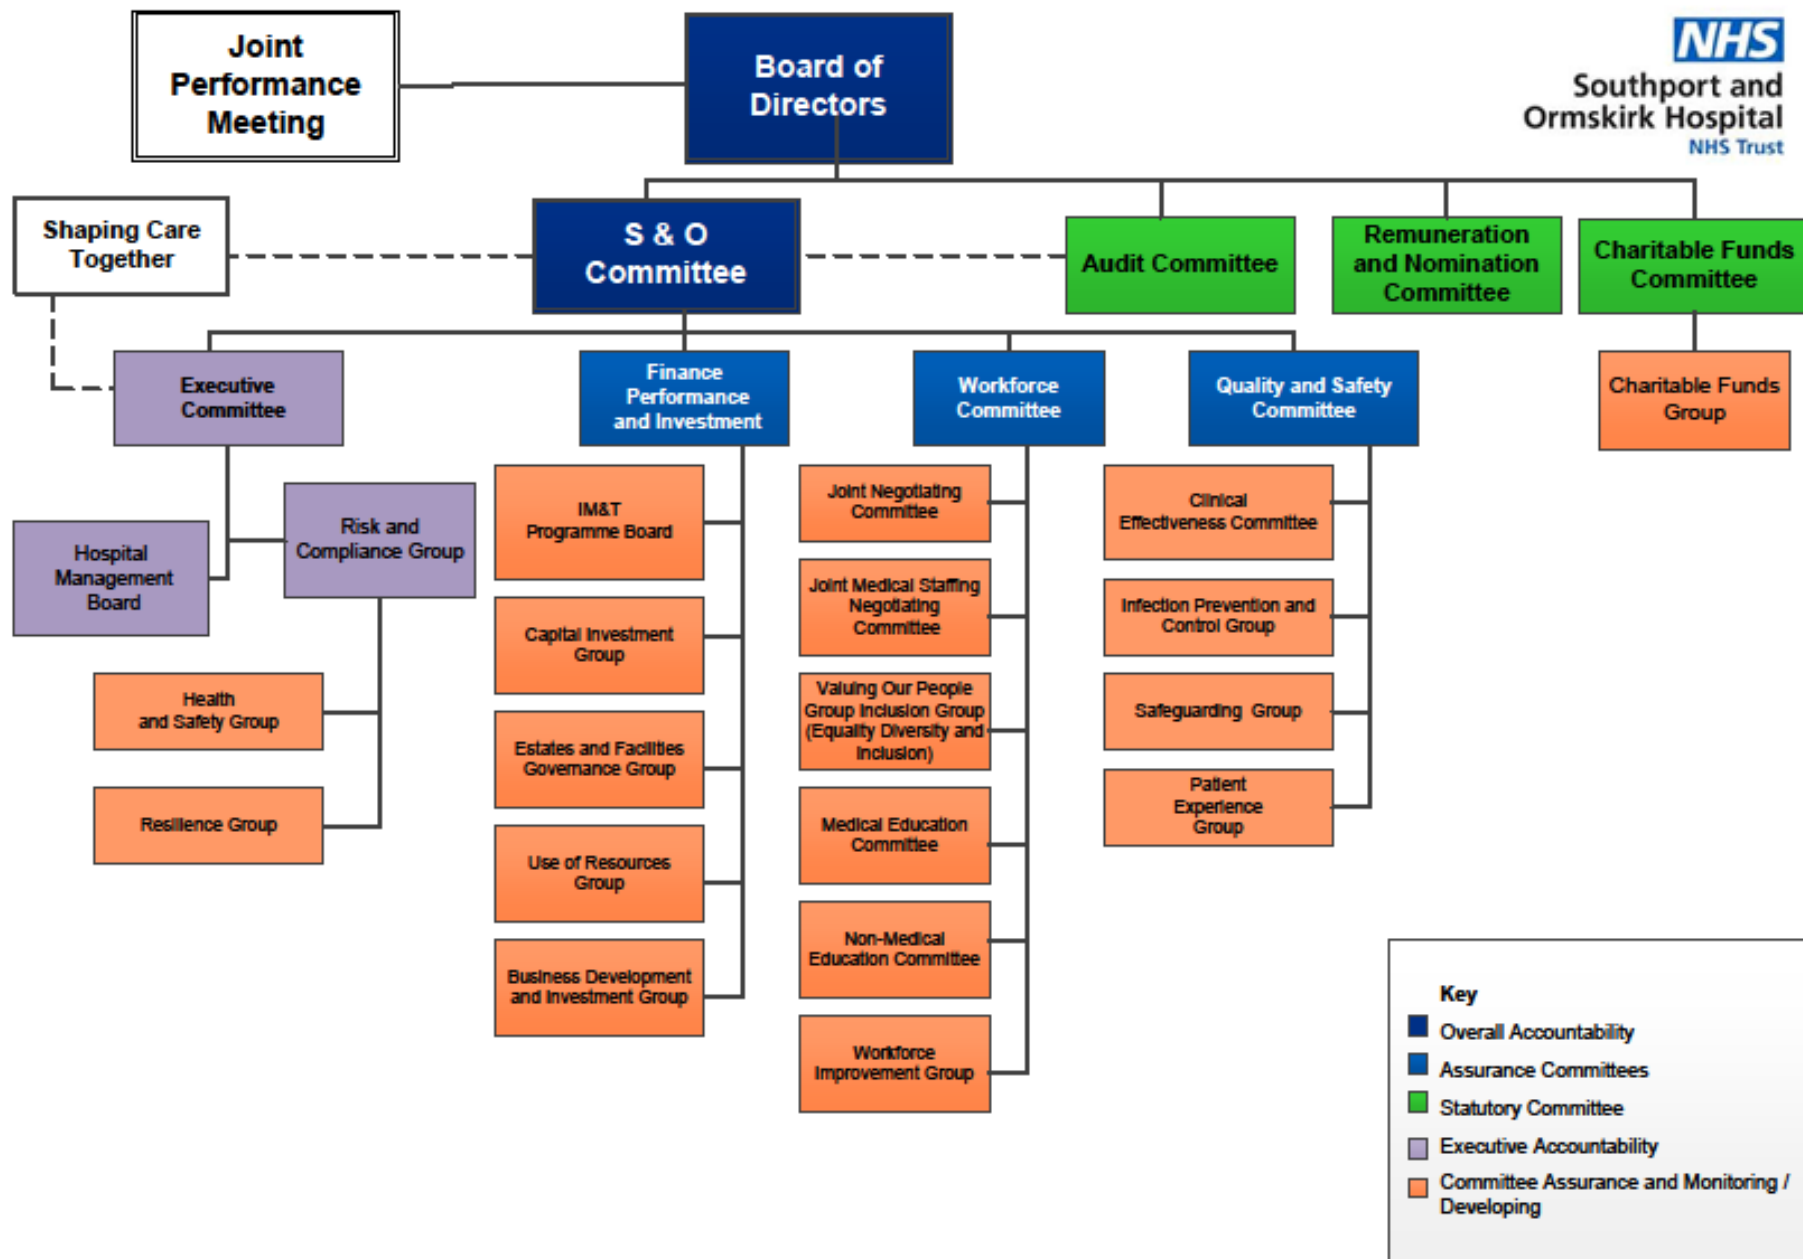 Joint
Performance
Meeting
Board of
Directors
NHS
Southport and
Ormskirk Hospital
NHS Trust
Shaping Care
Together
S & O
Committee
Audit Committee
Remuneration
and Nomination
Committee
Charitable Funds
Committee
Executive
Committee
Finance
Performance
and Investment
Workforce
Committee
Quality and Safety
Committee
Charitable Funds
Group
Hospital
Management
Board
Risk and
Compliance Group
Health
and Safety Group
Resilience Group
IM&T
Programme Board
Capital Investment
Group
Estates and Facilities
Governance Group
Use of Resources
Group
Business Development
and Investment Group
Joint Negotiating
Committee
Joint Medical Staffing
Negotiating
Committee
Valuing Our People
Group Inclusion Group
(Equality Diversity and
Inclusion)
Medical Education
Committee
Non-Medical
Education Committee
Workforce
Improvement Group
Clinical
Effectiveness Committee
Infection Prevention and
Control Group
Safeguarding Group
Patient
Experience
Group
Key
Overall Accountability
Assurance Committees
Statutory Committee
Executive Accountability
Committee Assurance and Monitoring /
Developing